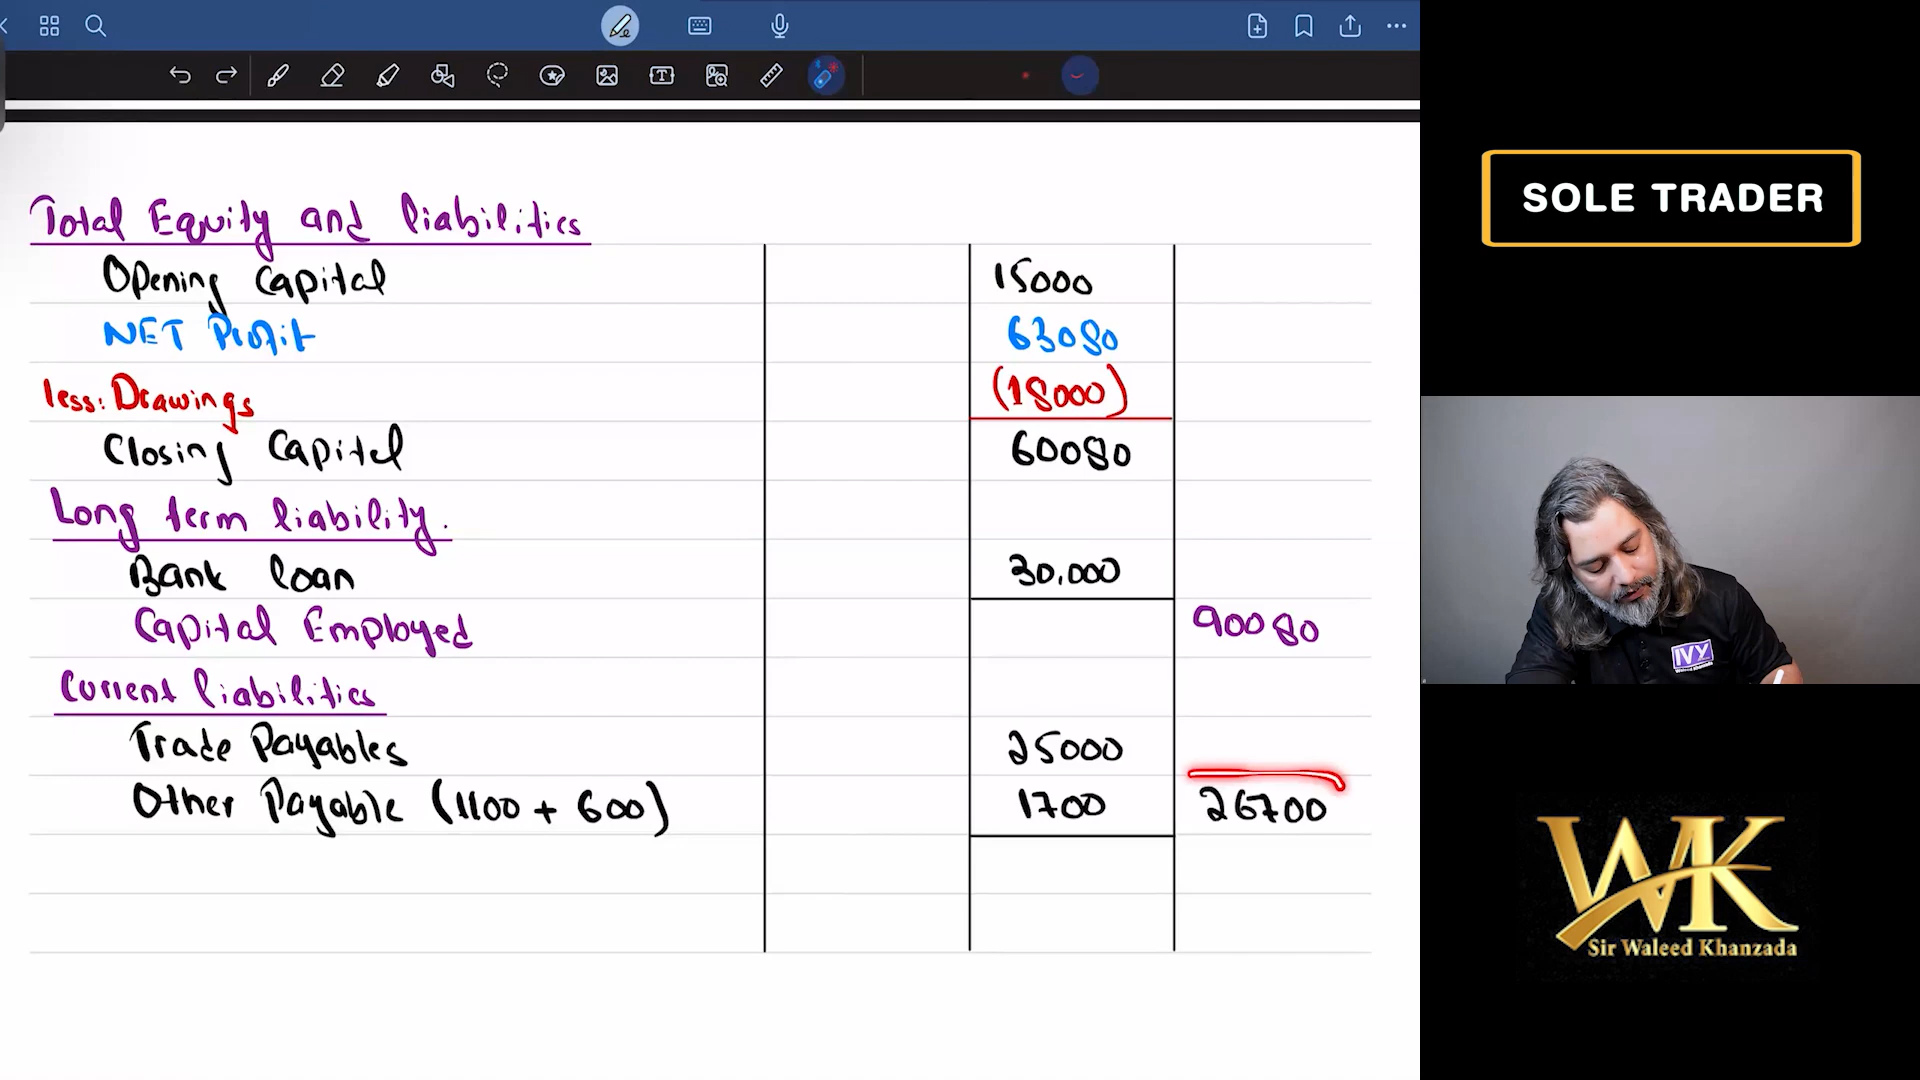 SOLE TRADER
Total Equity and liabilities
Opening Capital 15000
NET Profit 63080
less: Drawings (18000)
Closing Capital 60080
Long term liability.
Bank loan 30,000
Capital Employed 90080
Current liabilities
Trade Payables 25000
Other Payable (1100 + 600) 1700 26700
IVY
WK
Sir Waleed Khanzada